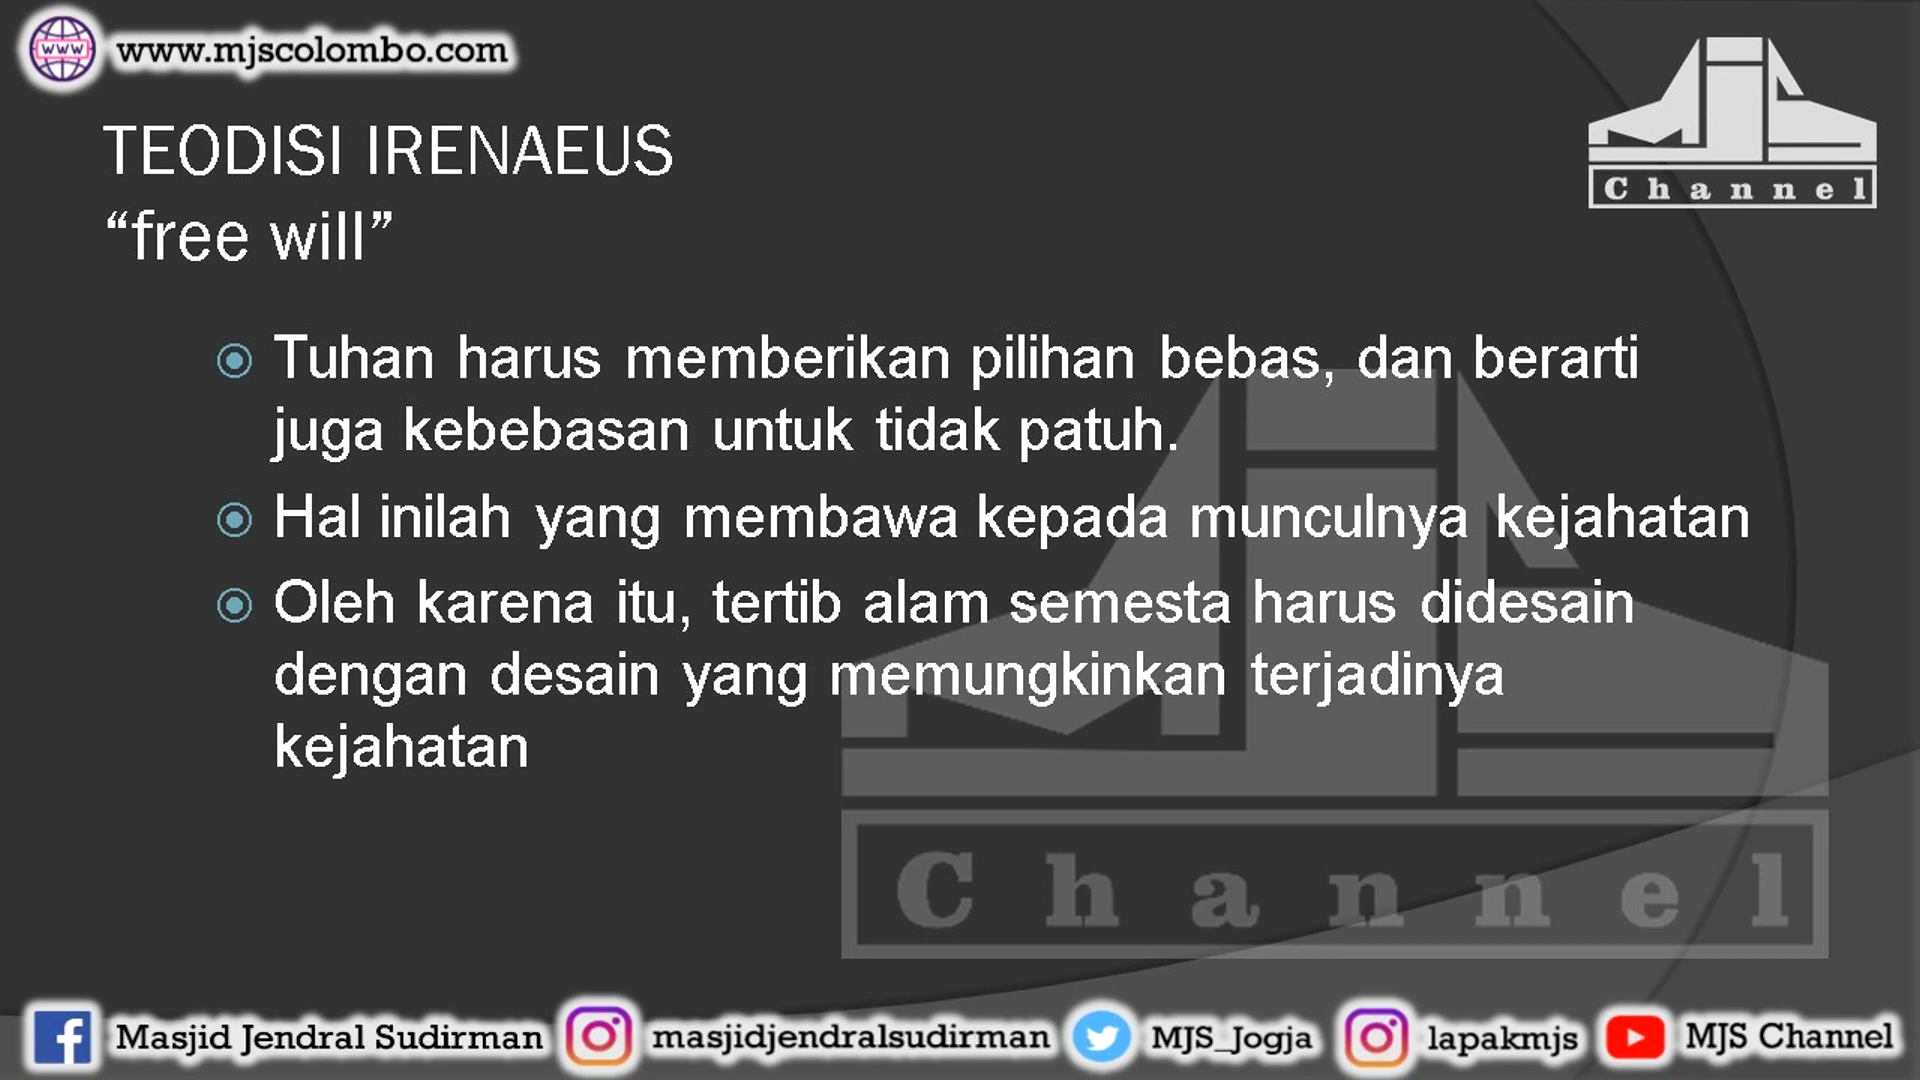 www.mjscolombo.com
TEODISI IRENAEUS
“free will”
Channel
Tuhan harus memberikan pilihan bebas, dan berarti
juga kebebasan untuk tidak patuh.
Hal inilah yang membawa kepada munculnya kejahatan
Oleh karena itu, tertib alam semesta harus didesain
dengan desain yang memungkinkan terjadinya
kejahatan
Channel
Masjid Jendral Sudirman masjidjendralsudirman MJS_Jogja lapakmjs MJS Channel